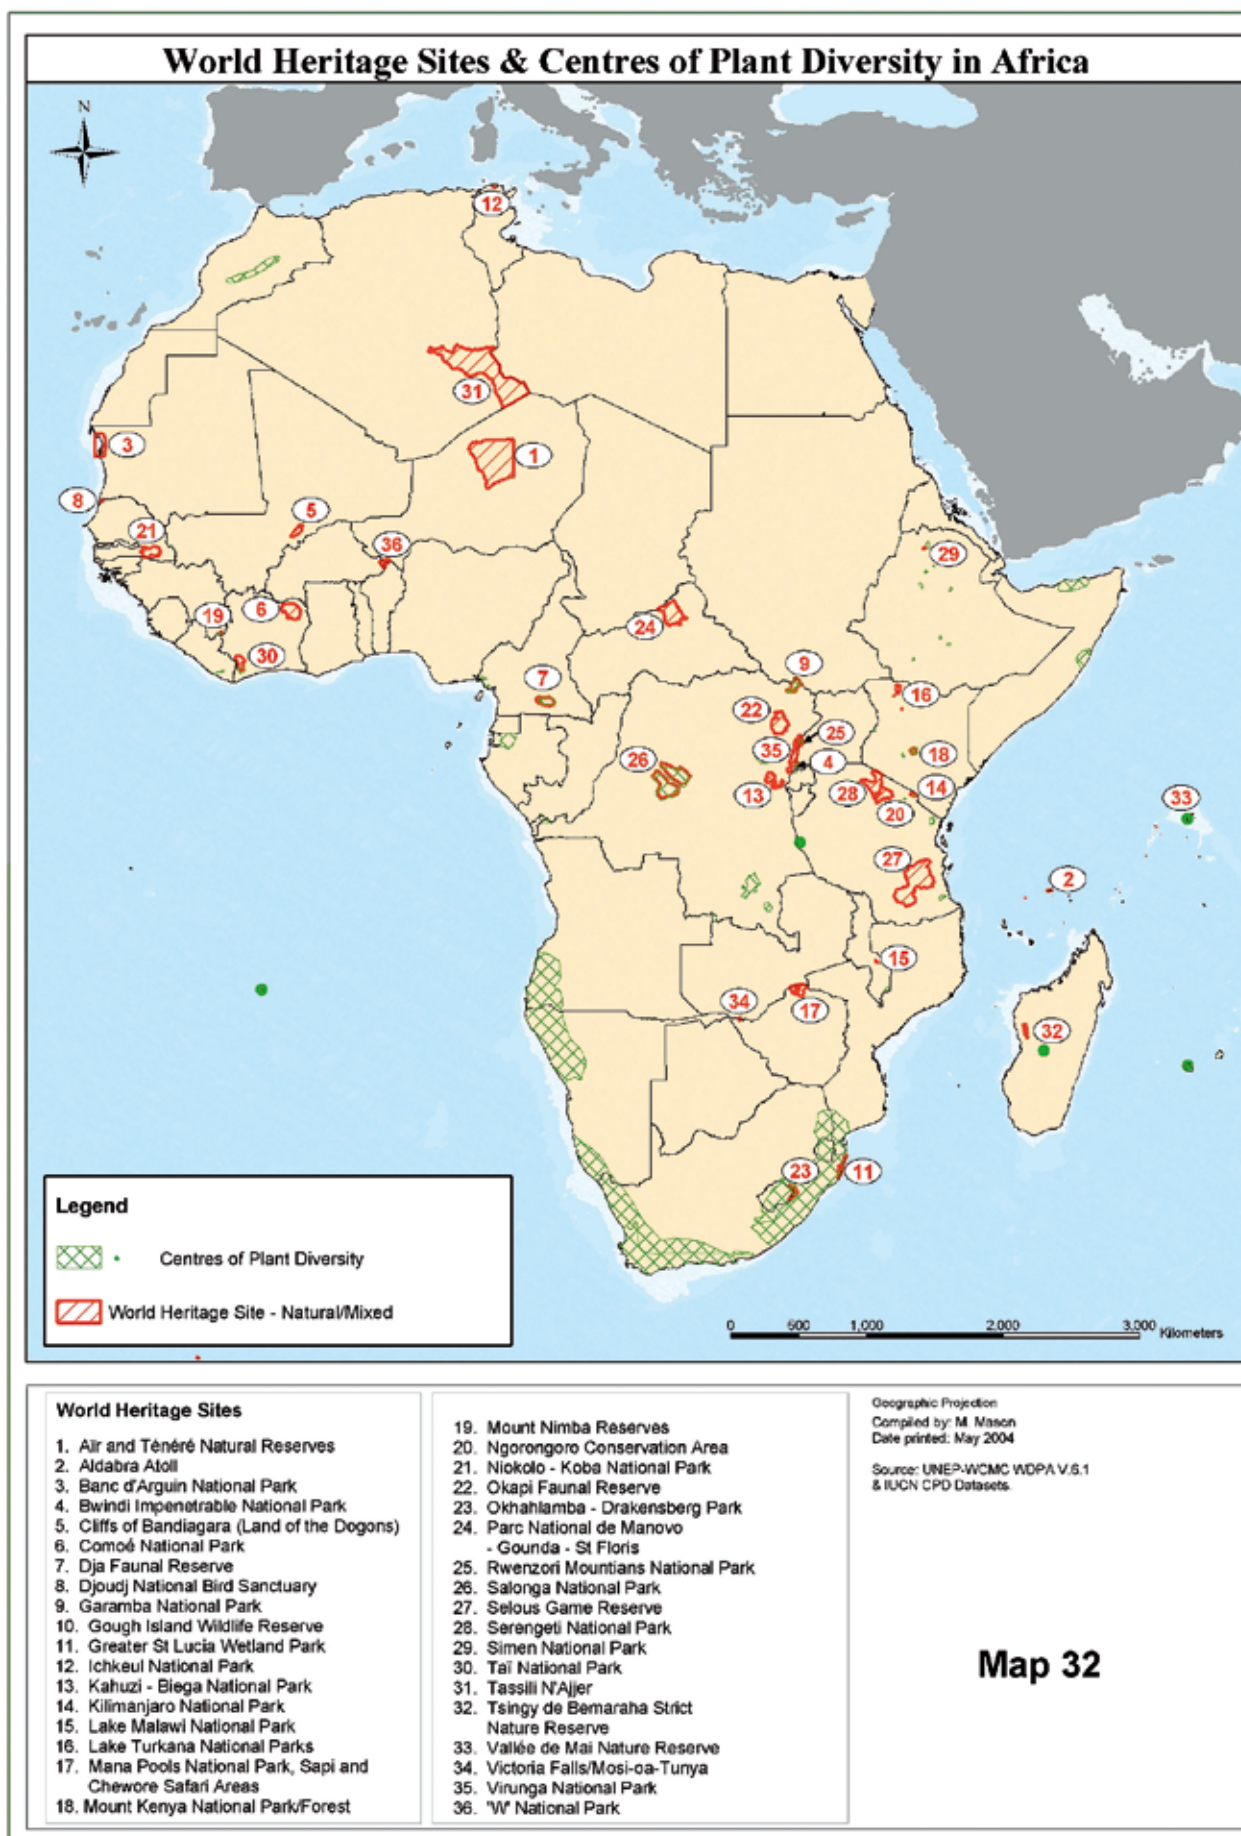 World Heritage Sites & Centres of Plant Diversity in Africa
N
12
31
3
1
8
5
21
36
29
6
19
24
30
9
7
16
22
25
35
18
26
4
13
28
14
20
33
27
2
15
34
17
32
23
11
Legend
Centres of Plant Diversity
World Heritage Site - Natural/Mixed
0 500 1,000 2,000 3,000 Kilometers
World Heritage Sites
1. Aïr and Ténéré Natural Reserves
2. Aldabra Atoll
3. Banc d'Arguin National Park
4. Bwindi Impenetrable National Park
5. Cliffs of Bandiagara (Land of the Dogons)
6. Comoé National Park
7. Dja Faunal Reserve
8. Djoudj National Bird Sanctuary
9. Garamba National Park
10. Gough Island Wildlife Reserve
11. Greater St Lucia Wetland Park
12. Ichkeul National Park
13. Kahuzi - Biega National Park
14. Kilimanjaro National Park
15. Lake Malawi National Park
16. Lake Turkana National Parks
17. Mana Pools National Park, Sapi and
Chewore Safari Areas
18. Mount Kenya National Park/Forest
19. Mount Nimba Reserves
20. Ngorongoro Conservation Area
21. Niokolo - Koba National Park
22. Okapi Faunal Reserve
23. Okhahlamba - Drakensberg Park
24. Parc National de Manovo
- Gounda - St Floris
25. Rwenzori Mountians National Park
26. Salonga National Park
27. Selous Game Reserve
28. Serengeti National Park
29. Simen National Park
30. Taï National Park
31. Tassili N'Ajjer
32. Tsingy de Bemaraha Strict
Nature Reserve
33. Vallée de Mai Nature Reserve
34. Victoria Falls/Mosi-oa-Tunya
35. Virunga National Park
36. 'W' National Park
Geographic Projection
Compiled by: M. Mason
Date printed: May 2004
Source: UNEP-WCMC WDPA V.6.1
& IUCN CPD Datasets.
Map 32